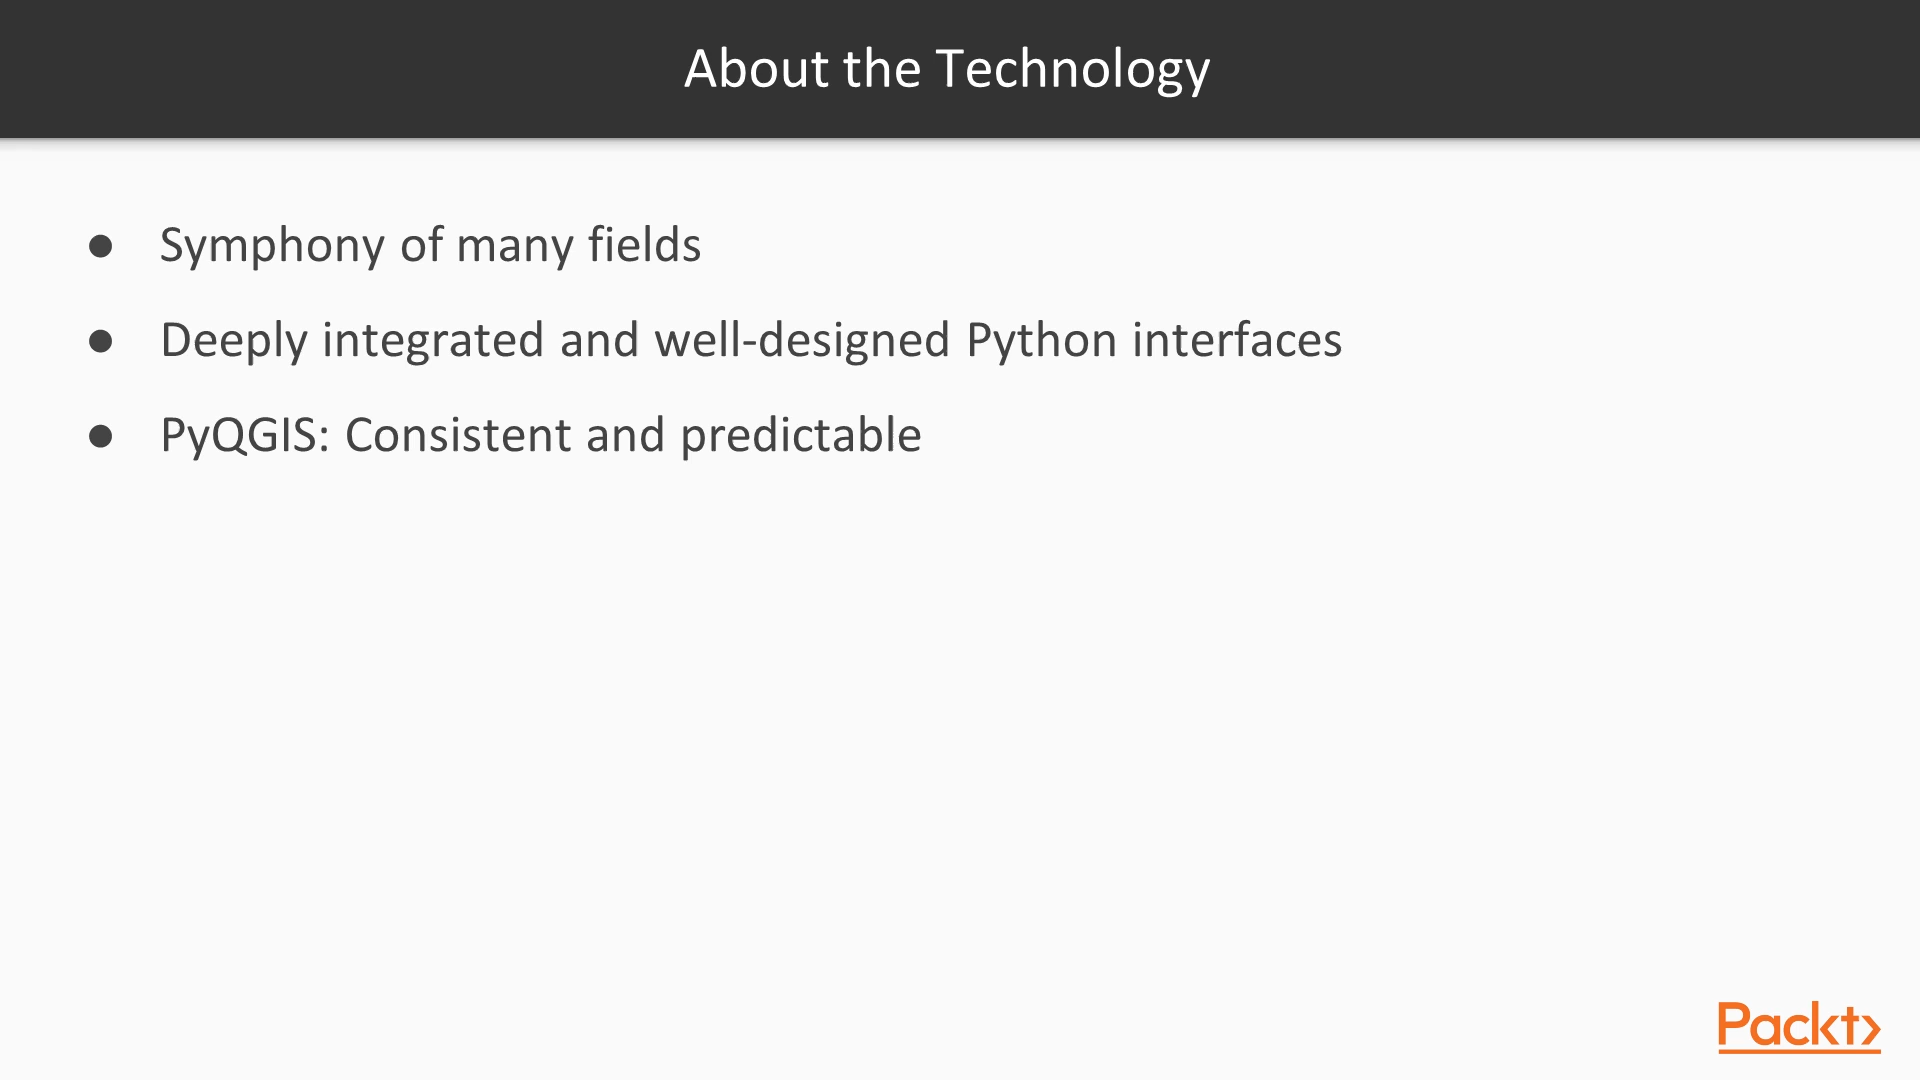 About the Technology
● Symphony of many fields
● Deeply integrated and well-designed Python interfaces
● PyQGIS: Consistent and predictable
Packt>